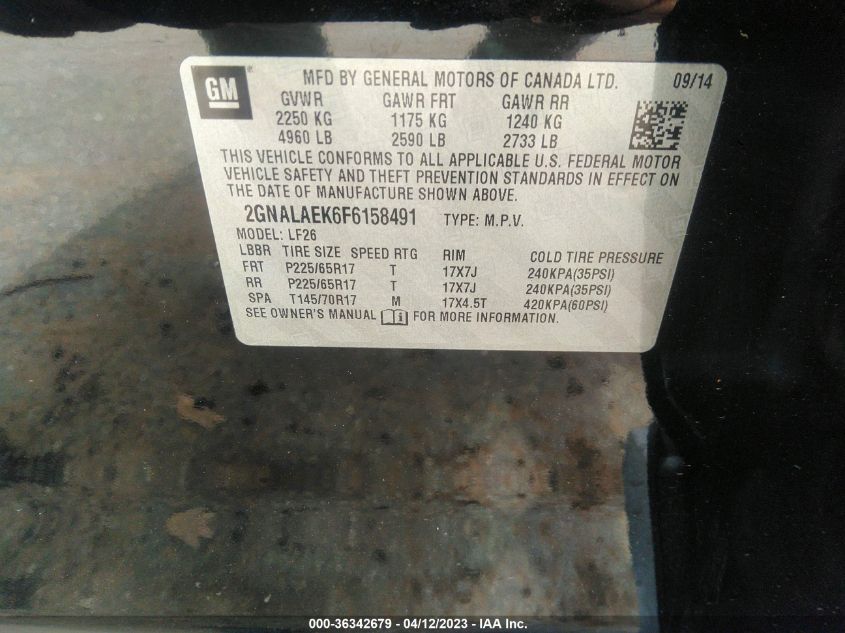 GM
MFD BY GENERAL MOTORS OF CANADA LTD. 09/14
GVWR GAWR FRT GAWR RR
2250 KG 1175 KG 1240 KG
4960 LB 2590 LB 2733 LB
THIS VEHICLE CONFORMS TO ALL APPLICABLE U.S. FEDERAL MOTOR
VEHICLE SAFETY AND THEFT PREVENTION STANDARDS IN EFFECT ON
THE DATE OF MANUFACTURE SHOWN ABOVE.
2GNALAEK6F6158491 TYPE: M.P.V.
MODEL: LF26
LBBR TIRE SIZE SPEED RTG RIM COLD TIRE PRESSURE
FRT P225/65R17 T 17X7J 240KPA(35PSI)
RR P225/65R17 T 17X7J 240KPA(35PSI)
SPA T145/70R17 M 17X4.5T 420KPA(60PSI)
SEE OWNER'S MANUAL i FOR MORE INFORMATION.
000-36342679 - 04/12/2023 - IAA Inc.